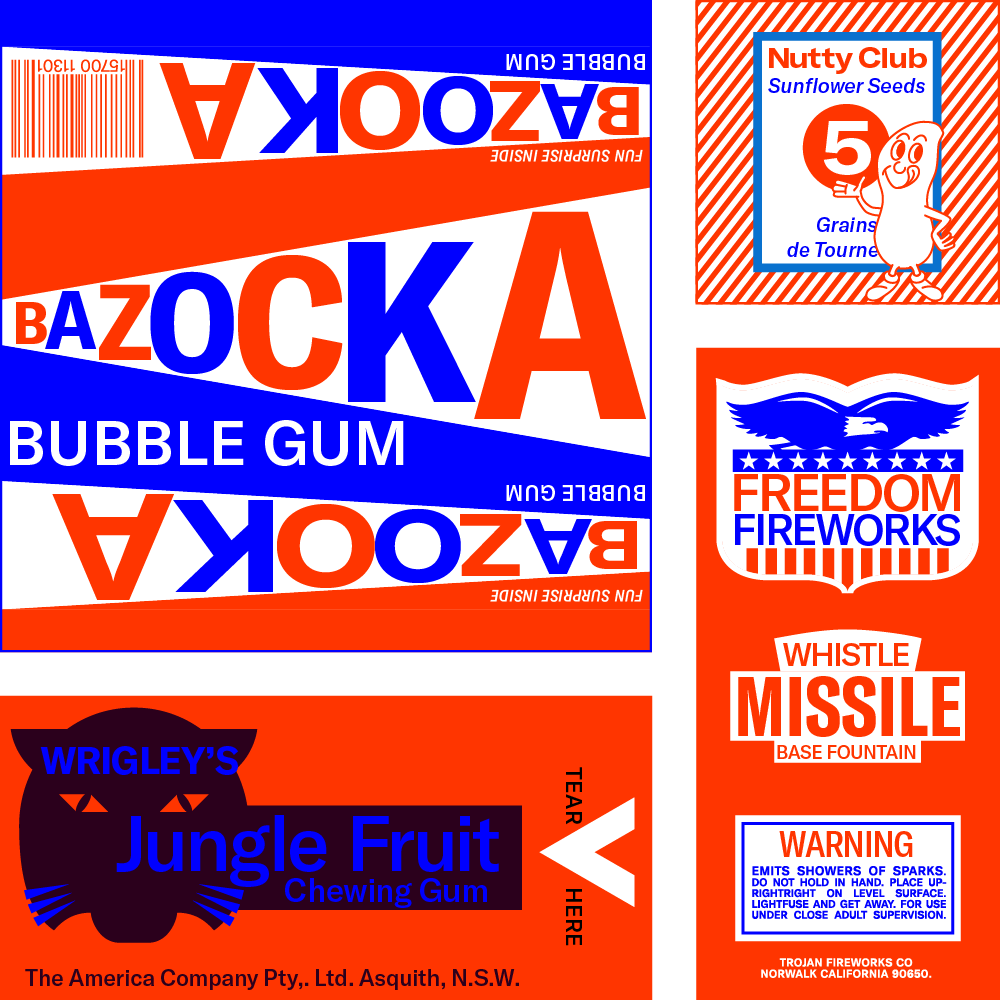 BUBBLE GUM
BAZOOKA
15700 11301
FUN SURPRISE INSIDE
BAZOCKA
BUBBLE GUM
BUBBLE GUM
BAZOOKA
FUN SURPRISE INSIDE
Nutty Club
Sunflower Seeds
5
Grains
de Tourne
FREEDOM
FIREWORKS
WHISTLE
MISSILE
BASE FOUNTAIN
WARNING
EMITS SHOWERS OF SPARKS.
DO NOT HOLD IN HAND. PLACE UP-
RIGHTRIGHT ON LEVEL SURFACE.
LIGHTFUSE AND GET AWAY. FOR USE
UNDER CLOSE ADULT SUPERVISION.
TROJAN FIREWORKS CO
NORWALK CALIFORNIA 90650.
WRIGLEY'S
Jungle Fruit
Chewing Gum
TEAR HERE
The America Company Pty,. Ltd. Asquith, N.S.W.